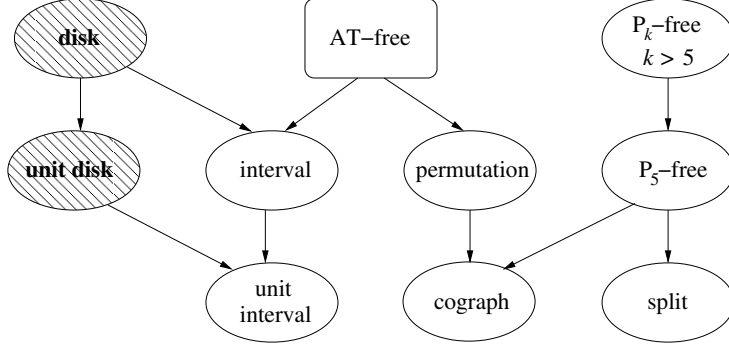 disk
AT–free
P_k–free
k > 5
unit disk
interval
permutation
P_5–free
unit
interval
cograph
split